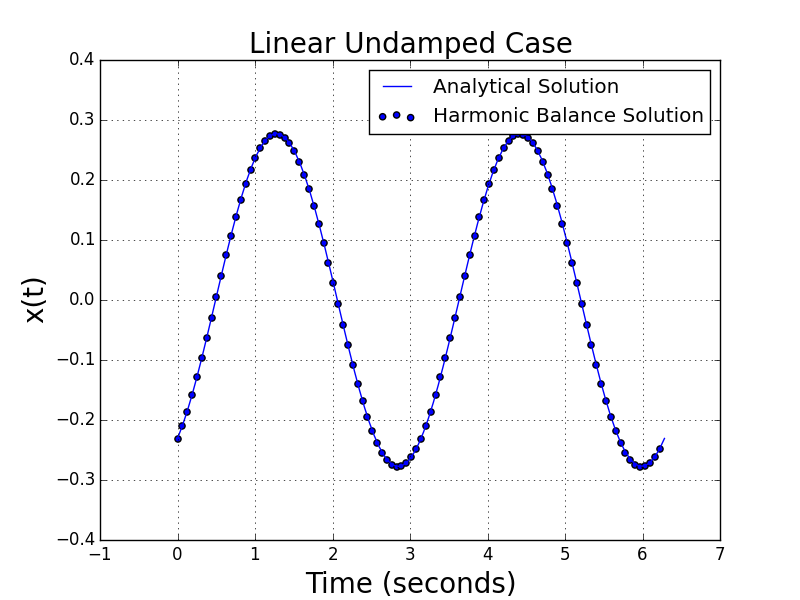 Linear Undamped Case
Analytical Solution
Harmonic Balance Solution
0.4
0.3
0.2
0.1
0.0
−0.1
−0.2
−0.3
−0.4
x(t)
−1 0 1 2 3 4 5 6 7
Time (seconds)